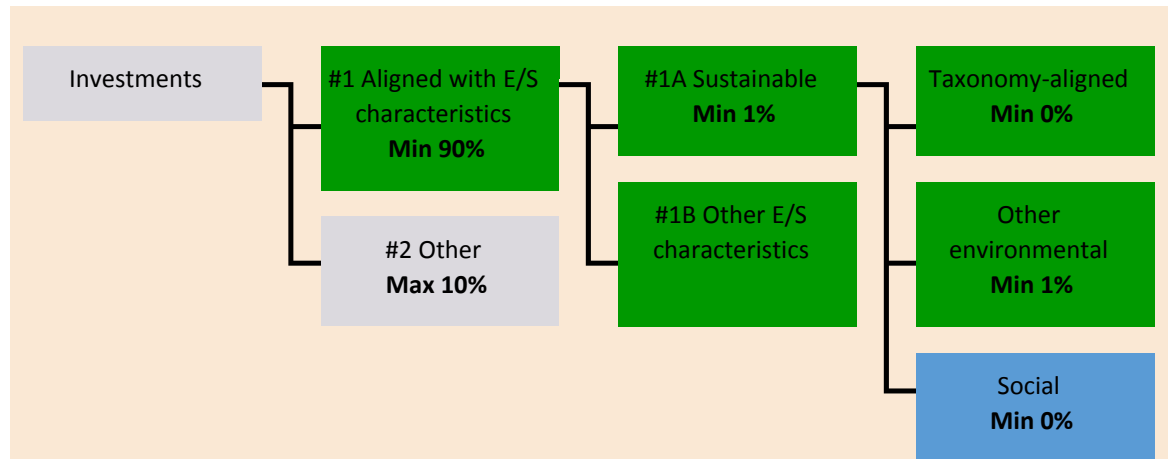 Investments
#1 Aligned with E/S
characteristics
Min 90%
#2 Other
Max 10%
#1A Sustainable
Min 1%
#1B Other E/S
characteristics
Taxonomy-aligned
Min 0%
Other
environmental
Min 1%
Social
Min 0%